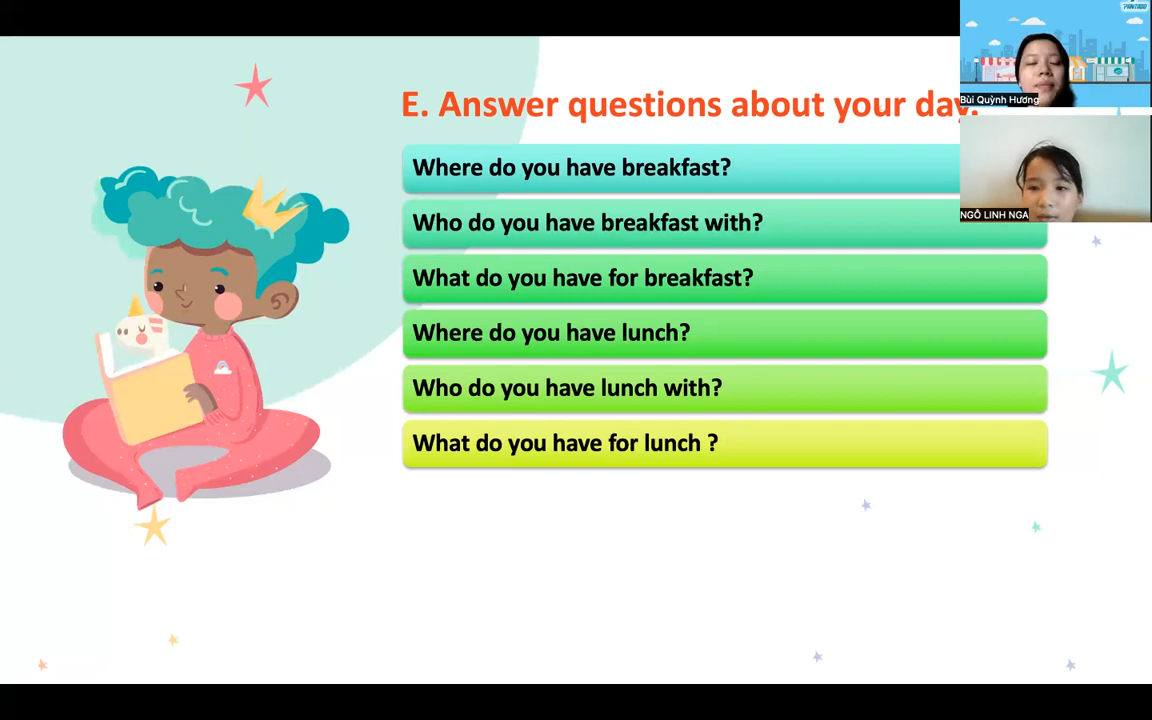 PANTADO
E. Answer questions about your day.
Bùi Quỳnh Hương
Where do you have breakfast?
Who do you have breakfast with?
NGÔ LINH NGA
What do you have for breakfast?
Where do you have lunch?
Who do you have lunch with?
What do you have for lunch ?